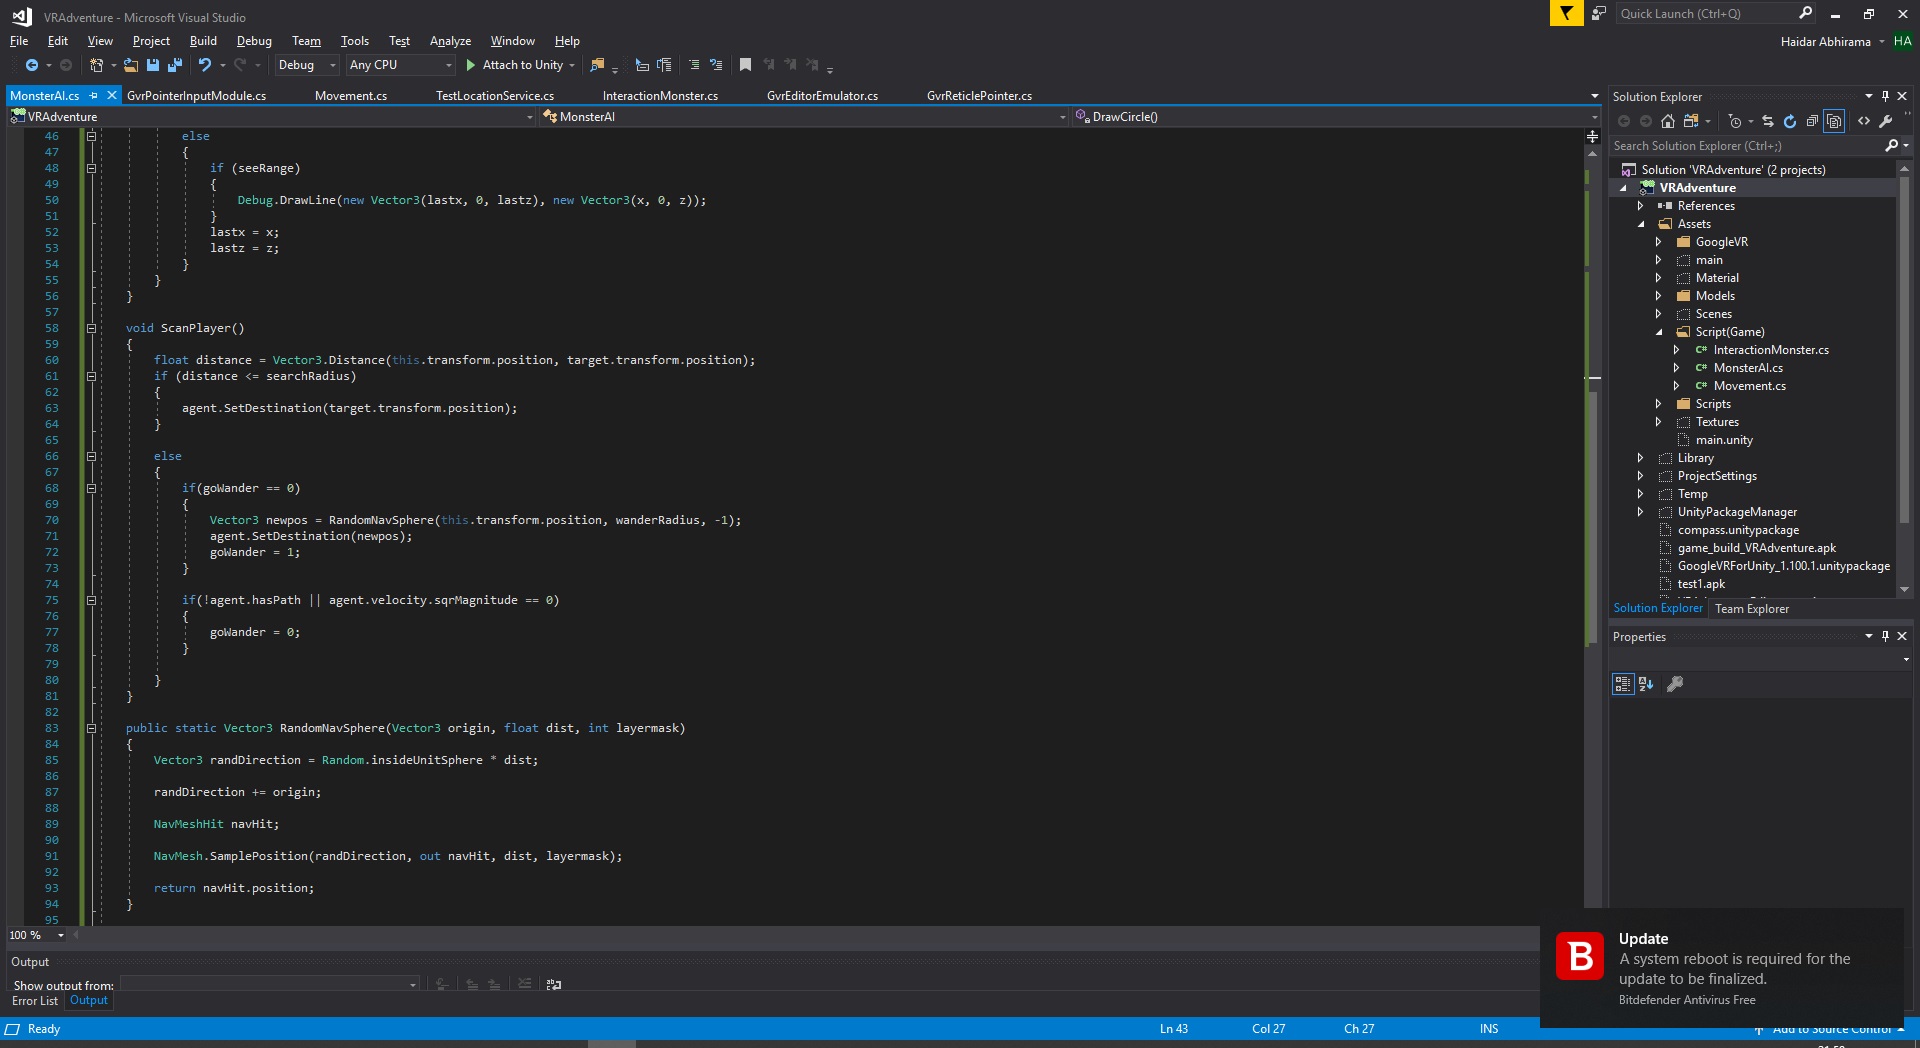 VRAdventure - Microsoft Visual Studio
Quick Launch (Ctrl+Q)
File Edit View Project Build Debug Team Tools Test Analyze Window Help
Haidar Abhirama HA
Debug Any CPU Attach to Unity
MonsterAI.cs GvrPointerInputModule.cs Movement.cs TestLocationService.cs InteractionMonster.cs GvrEditorEmulator.cs GvrReticlePointer.cs
VRAdventure MonsterAI DrawCircle()
46 else
47 {
48 if (seeRange)
49 {
50 Debug.DrawLine(new Vector3(lastx, 0, lastz), new Vector3(x, 0, z));
51 }
52 lastx = x;
53 lastz = z;
54 }
55 }
56 }
57
58 void ScanPlayer()
59 {
60 float distance = Vector3.Distance(this.transform.position, target.transform.position);
61 if (distance <= searchRadius)
62 {
63 agent.SetDestination(target.transform.position);
64 }
65
66 else
67 {
68 if(goWander == 0)
69 {
70 Vector3 newpos = RandomNavSphere(this.transform.position, wanderRadius, -1);
71 agent.SetDestination(newpos);
72 goWander = 1;
73 }
74
75 if(!agent.hasPath || agent.velocity.sqrMagnitude == 0)
76 {
77 goWander = 0;
78 }
79
80 }
81 }
82
83 public static Vector3 RandomNavSphere(Vector3 origin, float dist, int layermask)
84 {
85 Vector3 randDirection = Random.insideUnitSphere * dist;
86
87 randDirection += origin;
88
89 NavMeshHit navHit;
90
91 NavMesh.SamplePosition(randDirection, out navHit, dist, layermask);
92
93 return navHit.position;
94 }
95
100 %
Output
Show output from:
Error List Output
Ready Ln 43 Col 27 Ch 27 INS Add to Source Control
Solution Explorer
Search Solution Explorer (Ctrl+;)
Solution 'VRAdventure' (2 projects)
VRAdventure
References
Assets
GoogleVR
main
Material
Models
Scenes
Script(Game)
C# InteractionMonster.cs
C# MonsterAI.cs
C# Movement.cs
Scripts
Textures
main.unity
Library
ProjectSettings
Temp
UnityPackageManager
compass.unitypackage
game_build_VRAdventure.apk
GoogleVRForUnity_1.100.1.unitypackage
test1.apk
Solution Explorer Team Explorer
Properties
B
Update
A system reboot is required for the
update to be finalized.
Bitdefender Antivirus Free